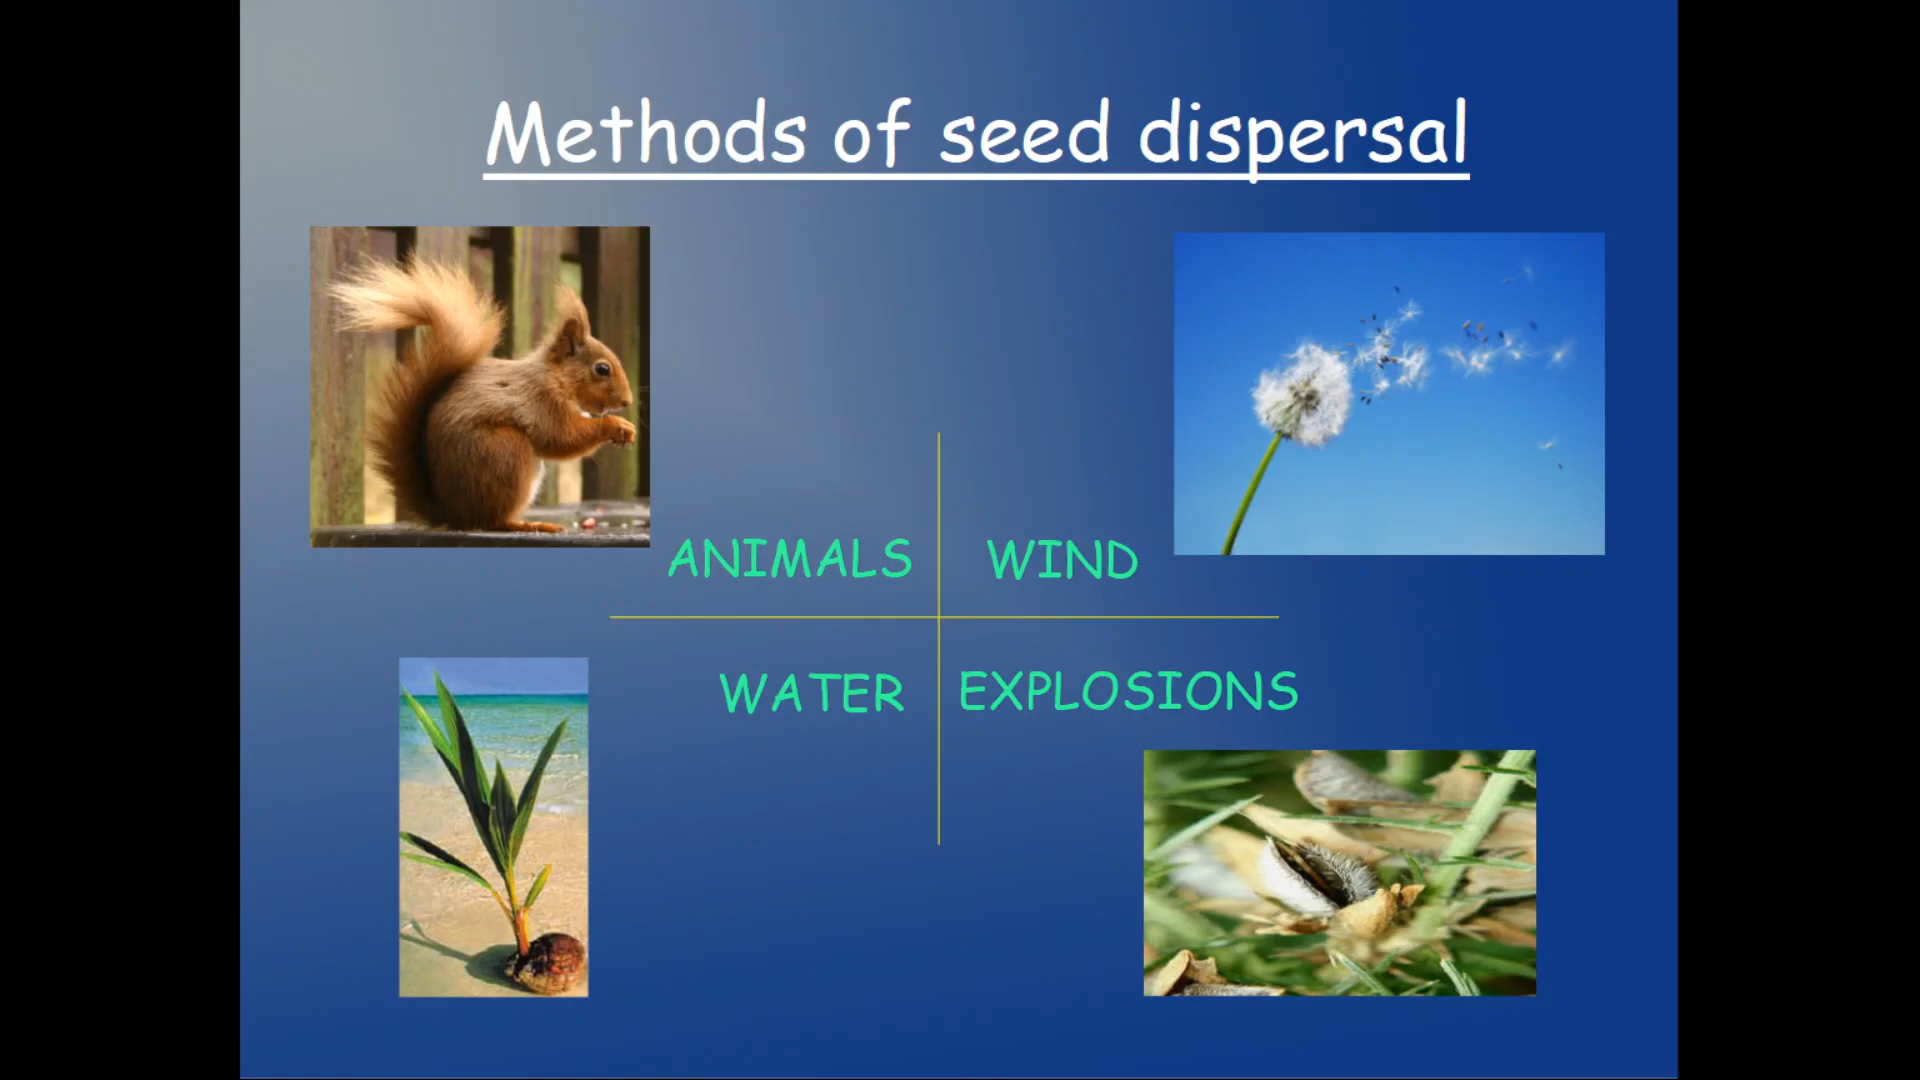 Methods of seed dispersal
ANIMALS
WIND
WATER
EXPLOSIONS